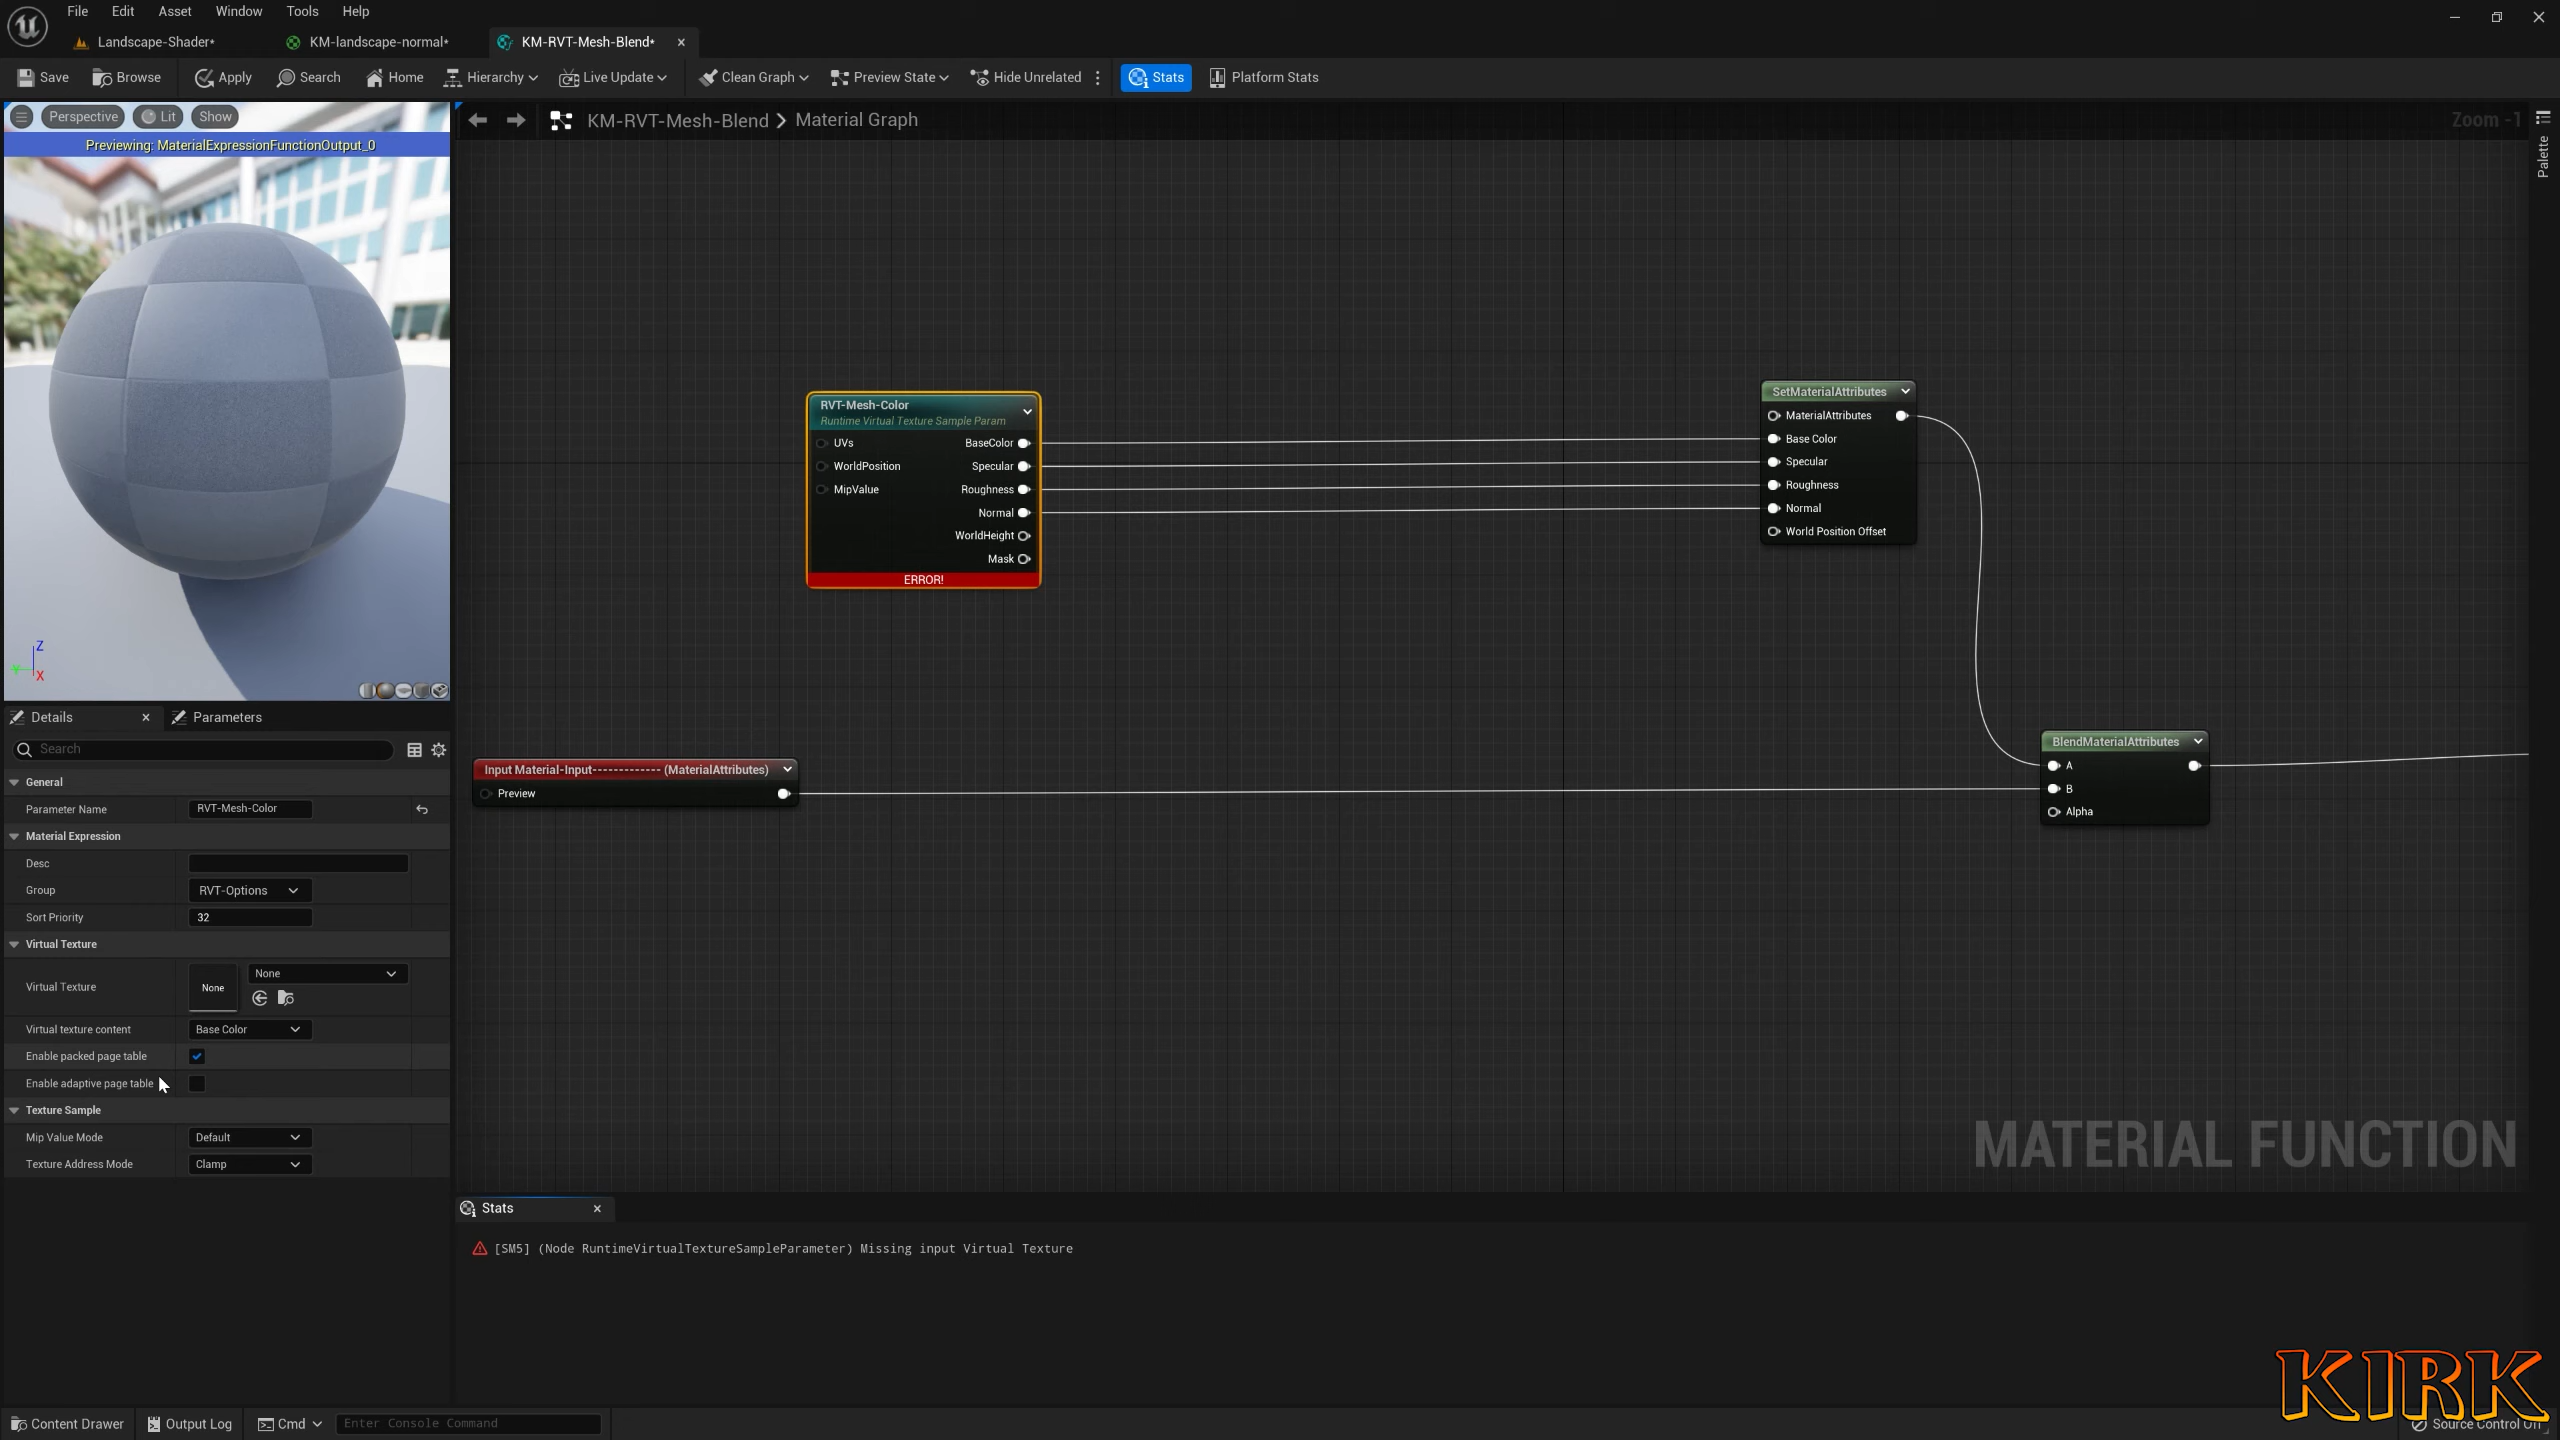 File Edit Asset Window Tools Help
Landscape-Shader* KM-landscape-normal* KM-RVT-Mesh-Blend*
Save Browse Apply Search Home Hierarchy Live Update Clean Graph Preview State Hide Unrelated Stats Platform Stats
Perspective Lit Show
Previewing: MaterialExpressionFunctionOutput_0
Z
X
KM-RVT-Mesh-Blend Material Graph
Zoom -1
Palette
RVT-Mesh-Color
Runtime Virtual Texture Sample Param
UVs BaseColor
WorldPosition Specular
MipValue Roughness
Normal
WorldHeight
Mask
ERROR!
SetMaterialAttributes
MaterialAttributes
Base Color
Specular
Roughness
Normal
World Position Offset
Input Material-Input------------- (MaterialAttributes)
Preview
BlendMaterialAttributes
A
B
Alpha
MATERIAL FUNCTION
Details Parameters
Search
General
Parameter Name RVT-Mesh-Color
Material Expression
Desc
Group RVT-Options
Sort Priority 32
Virtual Texture
Virtual Texture None None
Virtual texture content Base Color
Enable packed page table
Enable adaptive page table
Texture Sample
Mip Value Mode Default
Texture Address Mode Clamp
Stats
[SM5] (Node RuntimeVirtualTextureSampleParameter) Missing input Virtual Texture
KIRK
Content Drawer Output Log Cmd Enter Console Command
Source Control Off